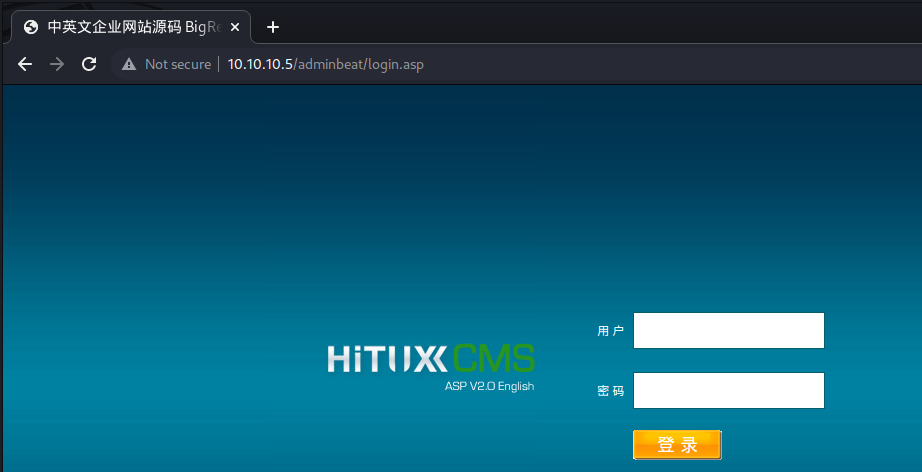 中英文企业网站源码 BigRe
Not secure 10.10.10.5/adminbeat/login.asp
用 户
HiTUX CMS
ASP V2.0 English
密 码
登 录